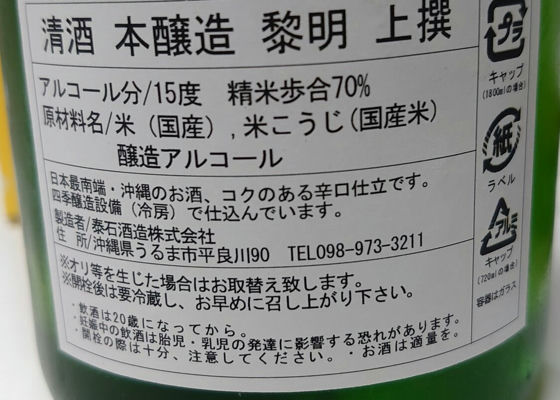 清酒 本醸造 黎明 上撰
アルコール分/15度 精米歩合70%
原材料名/米(国産),米こうじ(国産米)
醸造アルコール
日本最南端・沖縄のお酒、コクのある辛口仕立てです。
四季醸造設備(冷房)で仕込んでいます。
製造者/泰石酒造株式会社
住 所/沖縄県うるま市平良川90 TEL098-973-3211
※オリ等を生じた場合はお取替え致します。
※開栓後は要冷蔵し、お早めに召し上がり下さい。
・飲酒は20歳になってから。
・妊娠中の飲酒は胎児・乳児の発達に影響する恐れがあります。
・開栓の際は十分、注意してください。・お酒は適量を。
プラ
キャップ
(1800mlの場合)
紙
ラベル
アルミ
キャップ
(720mlの場合)
容器はガラス